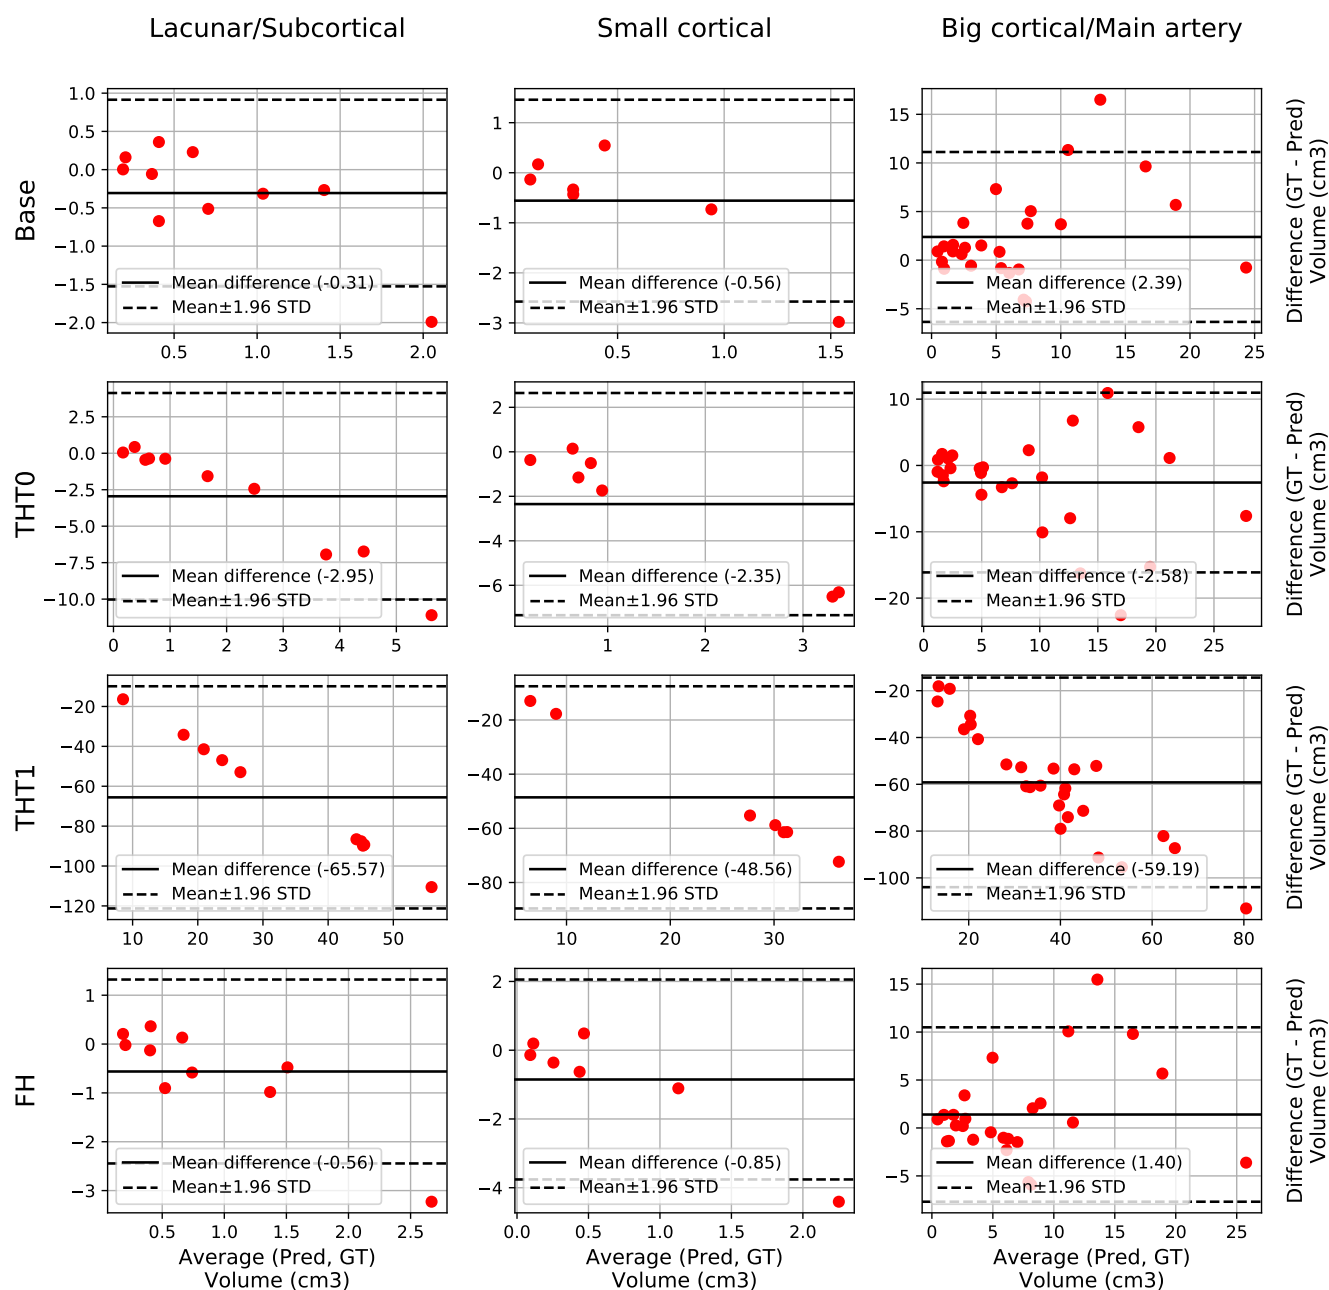 Lacunar/Subcortical
Small cortical
Big cortical/Main artery
Base
1.0
0.5
0.0
−0.5
−1.0
−1.5
−2.0
Mean difference (-0.31)
Mean±1.96 STD
0.5
1.0
1.5
2.0
1
0
−1
−2
−3
Mean difference (-0.56)
Mean±1.96 STD
0.5
1.0
1.5
15
10
5
0
−5
Mean difference (2.39)
Mean±1.96 STD
0
5
10
15
20
25
Difference (GT - Pred)
Volume (cm3)
THT0
2.5
0.0
−2.5
−5.0
−7.5
−10.0
Mean difference (-2.95)
Mean±1.96 STD
0
1
2
3
4
5
2
0
−2
−4
−6
Mean difference (-2.35)
Mean±1.96 STD
1
2
3
10
0
−10
−20
Mean difference (-2.58)
Mean±1.96 STD
0
5
10
15
20
25
Difference (GT - Pred)
Volume (cm3)
THT1
−20
−40
−60
−80
−100
−120
Mean difference (-65.57)
Mean±1.96 STD
10
20
30
40
50
−20
−40
−60
−80
Mean difference (-48.56)
Mean±1.96 STD
10
20
30
−20
−40
−60
−80
−100
Mean difference (-59.19)
Mean±1.96 STD
20
40
60
80
Difference (GT - Pred)
Volume (cm3)
FH
1
0
−1
−2
−3
Mean difference (-0.56)
Mean±1.96 STD
0.5
1.0
1.5
2.0
2.5
Average (Pred, GT)
Volume (cm3)
2
0
−2
−4
Mean difference (-0.85)
Mean±1.96 STD
0.0
0.5
1.0
1.5
2.0
Average (Pred, GT)
Volume (cm3)
15
10
5
0
−5
Mean difference (1.40)
Mean±1.96 STD
0
5
10
15
20
25
Average (Pred, GT)
Volume (cm3)
Difference (GT - Pred)
Volume (cm3)